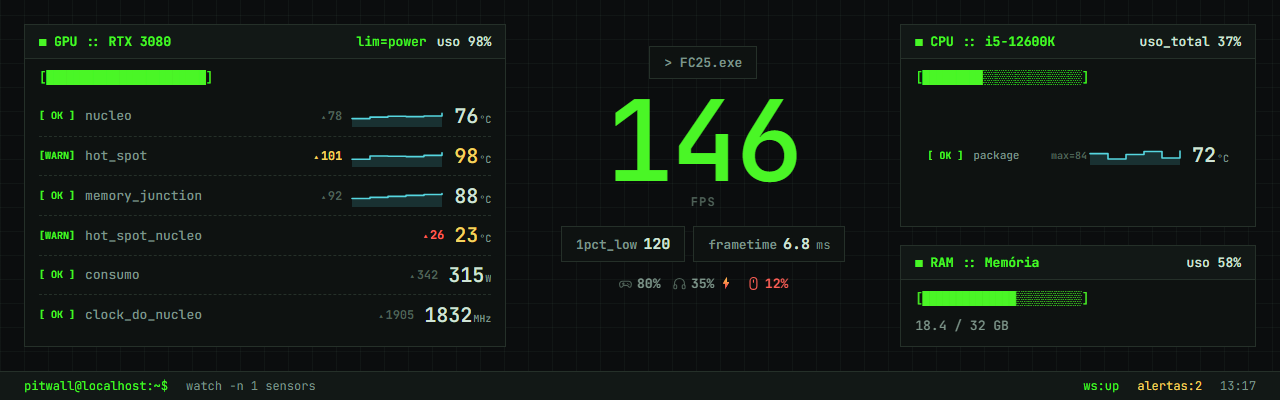 GPU :: RTX 3080 lim=power uso 98%
[ ]
[ OK ] nucleo ▴78 76°C
[WARN] hot_spot ▴101 98°C
[ OK ] memory_junction ▴92 88°C
[WARN] hot_spot_nucleo ▴26 23°C
[ OK ] consumo ▴342 315W
[ OK ] clock_do_nucleo ▴1905 1832MHz
> FC25.exe
146
FPS
1pct_low 120 frametime 6.8 ms
80% 35% 12%
CPU :: i5-12600K uso_total 37%
[ ]
[ OK ] package max=84 72°C
RAM :: Memória uso 58%
[ ]
18.4 / 32 GB
pitwall@localhost:~$ watch -n 1 sensors ws:up alertas:2 13:17